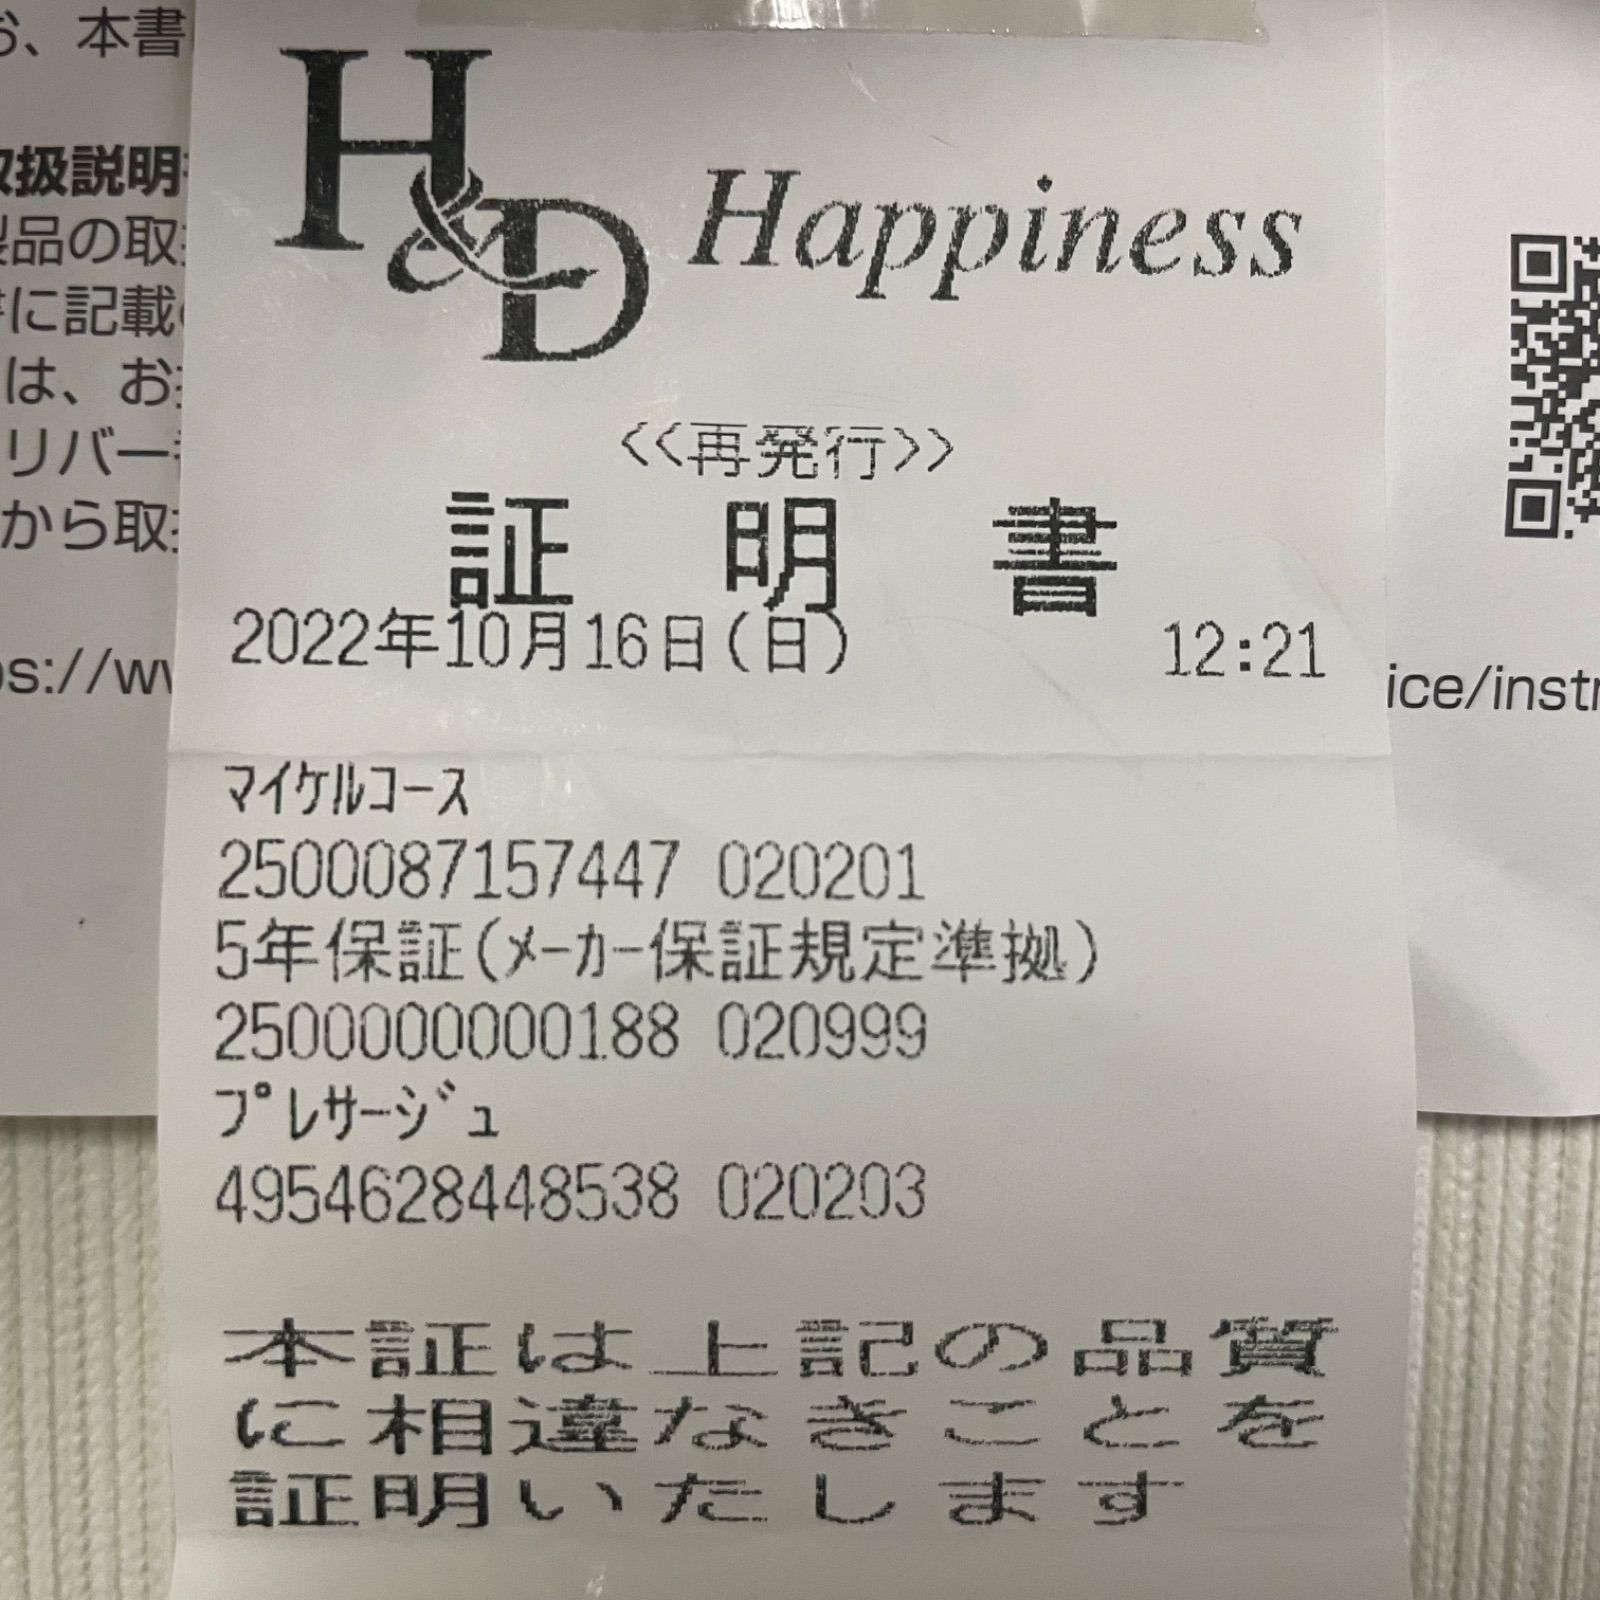 お、本書
取扱説明
製品の取
に記載
は、お
リバー
から取
ps://ww
H&D Happiness
<<再発行>>
証明書
2022年10月16日(日) 12:21
ﾏｲｹﾙｺｰｽ
2500087157447 020201
5年保証(ﾒｰｶｰ保証規定準拠)
2500000000188 020999
ﾌﾟﾚｻｰｼﾞｭ
4954628448538 020203
本証は上記の品質
に相違なきことを
証明いたします
ice/instr